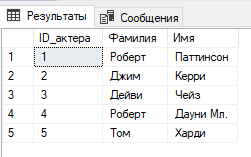 Результаты Сообщения
ID_актера Фамилия Имя
1 1 Роберт Паттинсон
2 2 Джим Керри
3 3 Дейви Чейз
4 4 Роберт Дауни Мл.
5 5 Том Харди